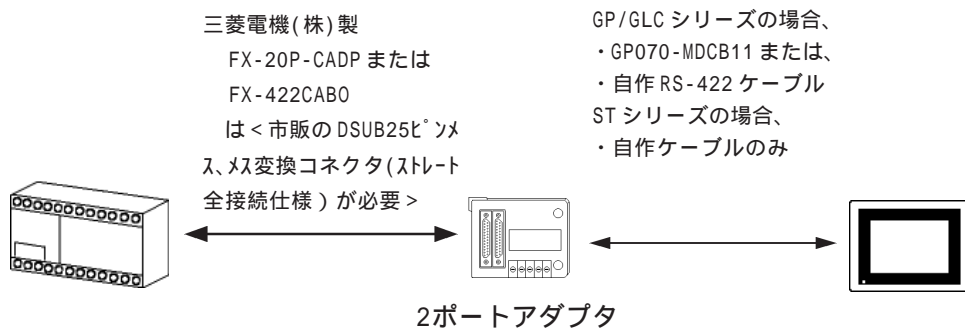 三菱電機(株)製
FX-20P-CADP または
FX-422CAB0
は<市販の DSUB25ﾋﾟﾝﾒ
ｽ、ﾒｽ変換コネクタ(ｽﾄﾚｰﾄ
全接続仕様)が必要>
GP/GLC シリーズの場合、
・GP070-MDCB11 または、
・自作 RS-422 ケーブル
ST シリーズの場合、
・自作ケーブルのみ
2ポートアダプタ